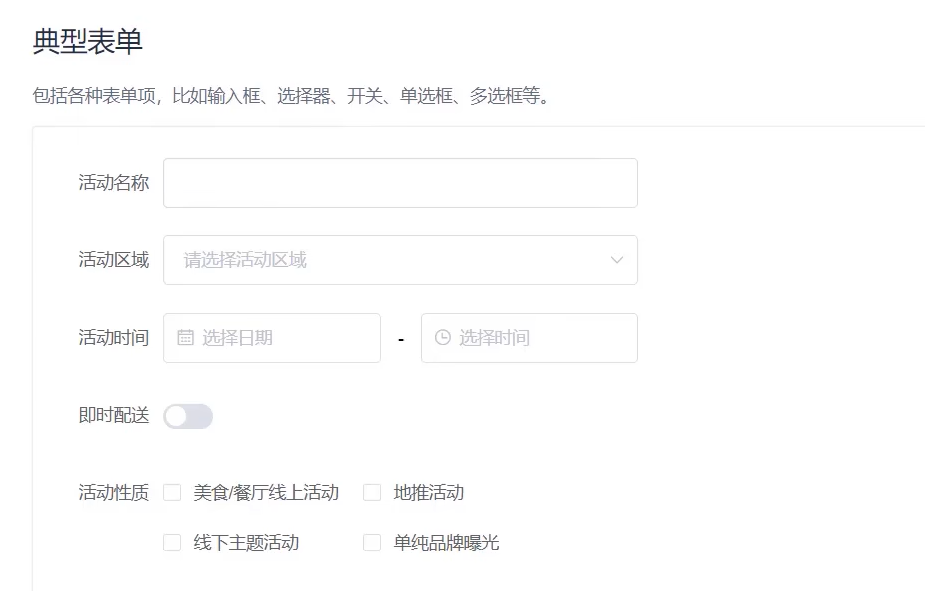 典型表单
包括各种表单项，比如输入框、选择器、开关、单选框、多选框等。
活动名称
活动区域 请选择活动区域
活动时间 选择日期 - 选择时间
即时配送
活动性质 美食/餐厅线上活动 地推活动
线下主题活动 单纯品牌曝光